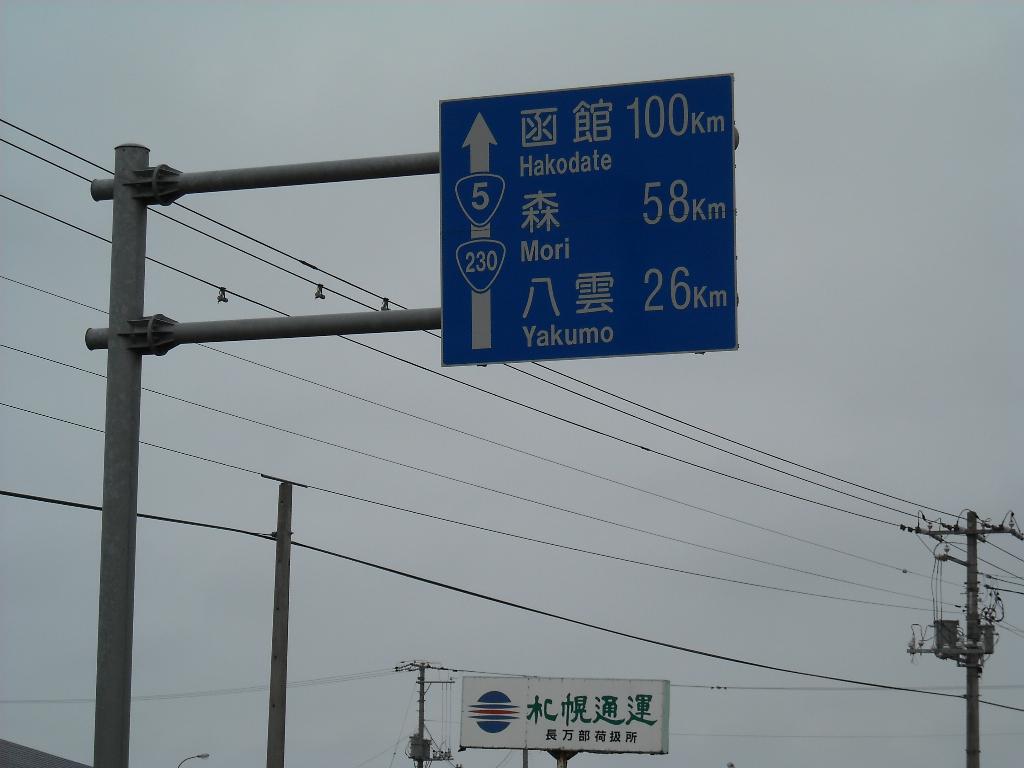 函館 100Km
Hakodate
5
森 58Km
Mori
230
八雲 26Km
Yakumo
札幌通運
長万部荷扱所